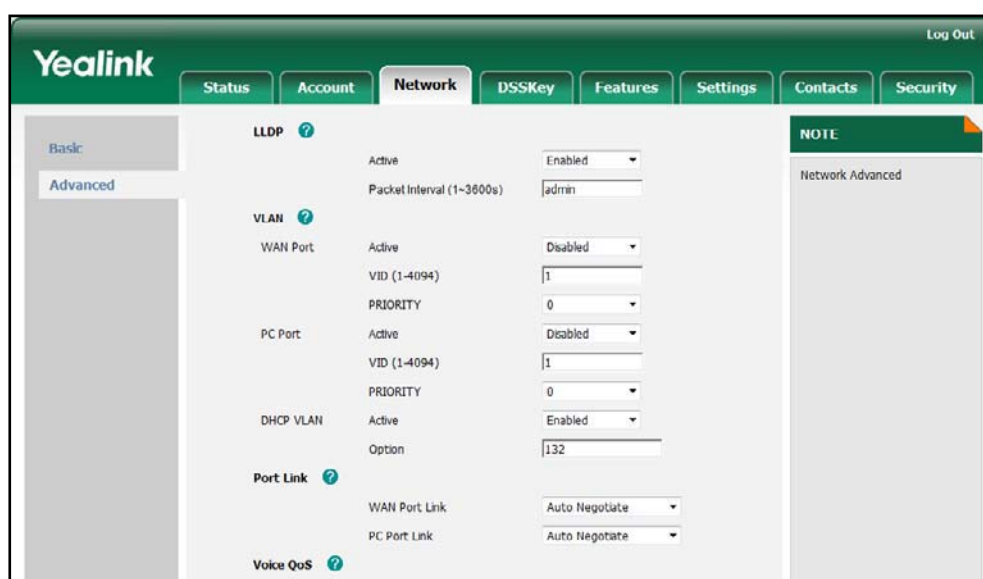 Log Out
Yealink
Status Account Network DSSKey Features Settings Contacts Security
Basic
Advanced
LLDP ?
Active Enabled
Packet Interval (1~3600s) admin
VLAN ?
WAN Port Active Disabled
VID (1-4094) 1
PRIORITY 0
PC Port Active Disabled
VID (1-4094) 1
PRIORITY 0
DHCP VLAN Active Enabled
Option 132
Port Link ?
WAN Port Link Auto Negotiate
PC Port Link Auto Negotiate
Voice QoS ?
NOTE
Network Advanced